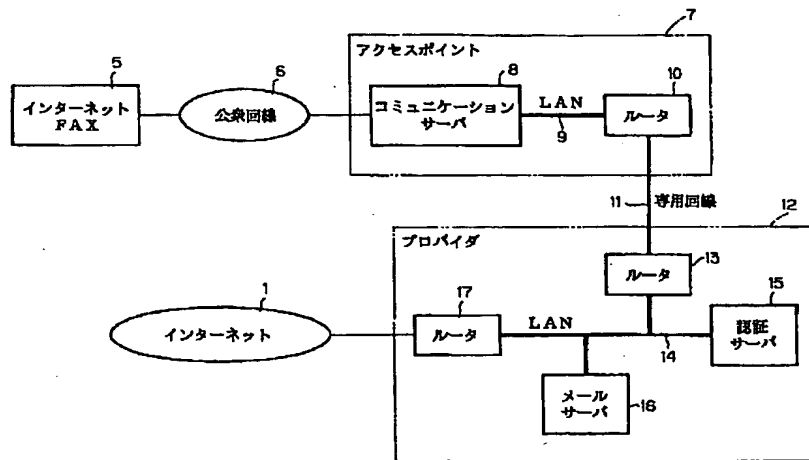 7
アクセスポイント
5
インターネット
FAX
6
公衆回線
8
コミュニケーション
サーバ
LAN
9
10
ルータ
11
専用回線
12
プロバイダ
13
ルータ
1
インターネット
17
ルータ
LAN
14
15
認証
サーバ
メール
サーバ
16